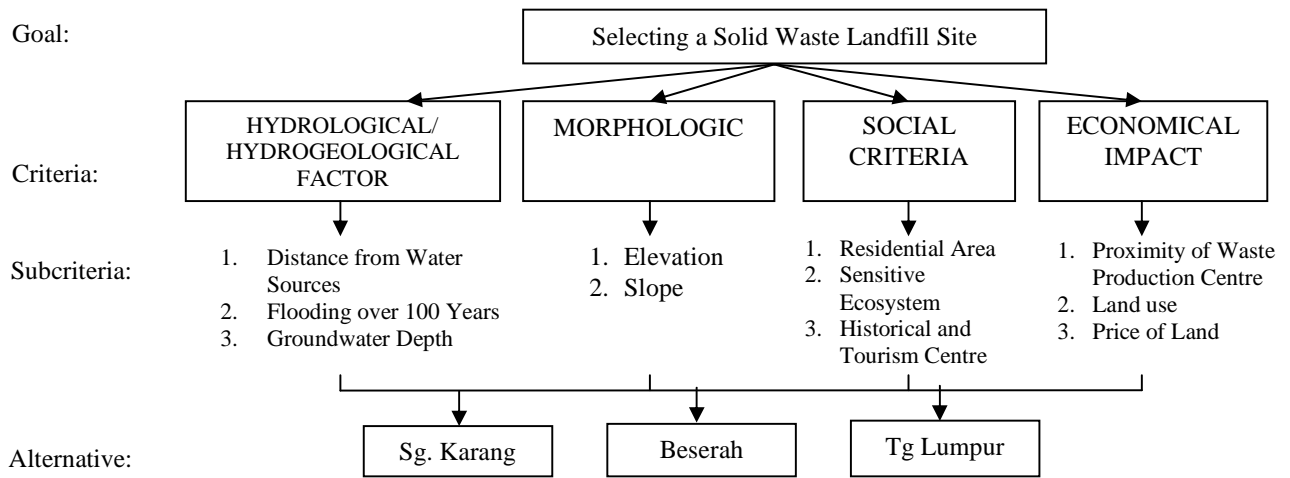 Goal:
Selecting a Solid Waste Landfill Site
Criteria:
HYDROLOGICAL/
HYDROGEOLOGICAL
FACTOR
MORPHOLOGIC
SOCIAL
CRITERIA
ECONOMICAL
IMPACT
Subcriteria:
1. Distance from Water
Sources
2. Flooding over 100 Years
3. Groundwater Depth
1. Elevation
2. Slope
1. Residential Area
2. Sensitive
Ecosystem
3. Historical and
Tourism Centre
1. Proximity of Waste
Production Centre
2. Land use
3. Price of Land
Alternative:
Sg. Karang
Beserah
Tg Lumpur